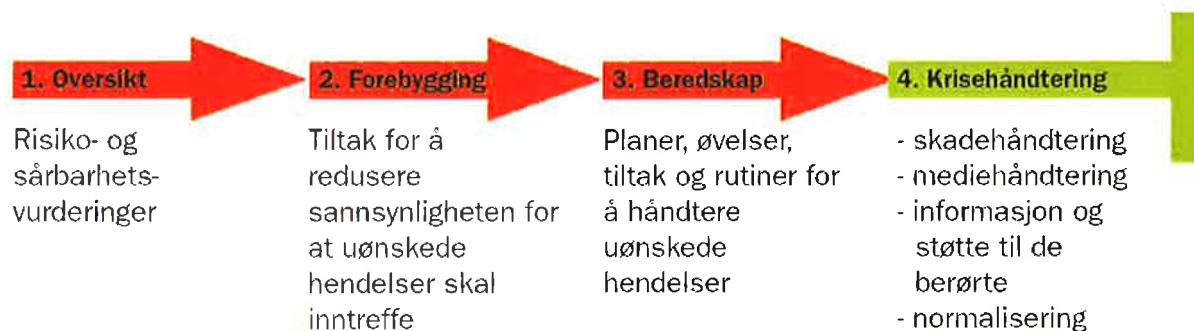 1. Oversikt
Risiko- og
sårbarhets-
vurderinger
2. Forebygging
Tiltak for å
redusere
sannsynligheten for
at uønskede
hendelser skal
inntreffe
3. Beredskap
Planer, øvelser,
tiltak og rutiner for
å håndtere
uønskede
hendelser
4. Krisehåndtering
- skadehåndtering
- mediehåndtering
- informasjon og
støtte til de
berørte
- normalisering